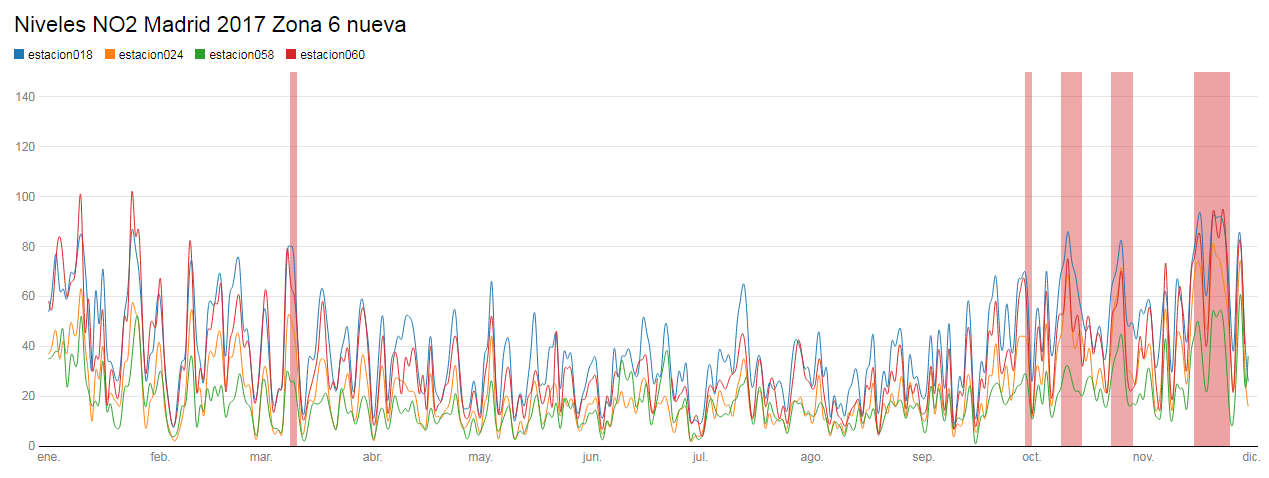 Niveles NO2 Madrid 2017 Zona 6 nueva
estacion018 estacion024 estacion058 estacion060
140
120
100
80
60
40
20
0
ene. feb. mar. abr. may. jun. jul. ago. sep. oct. nov. dic.